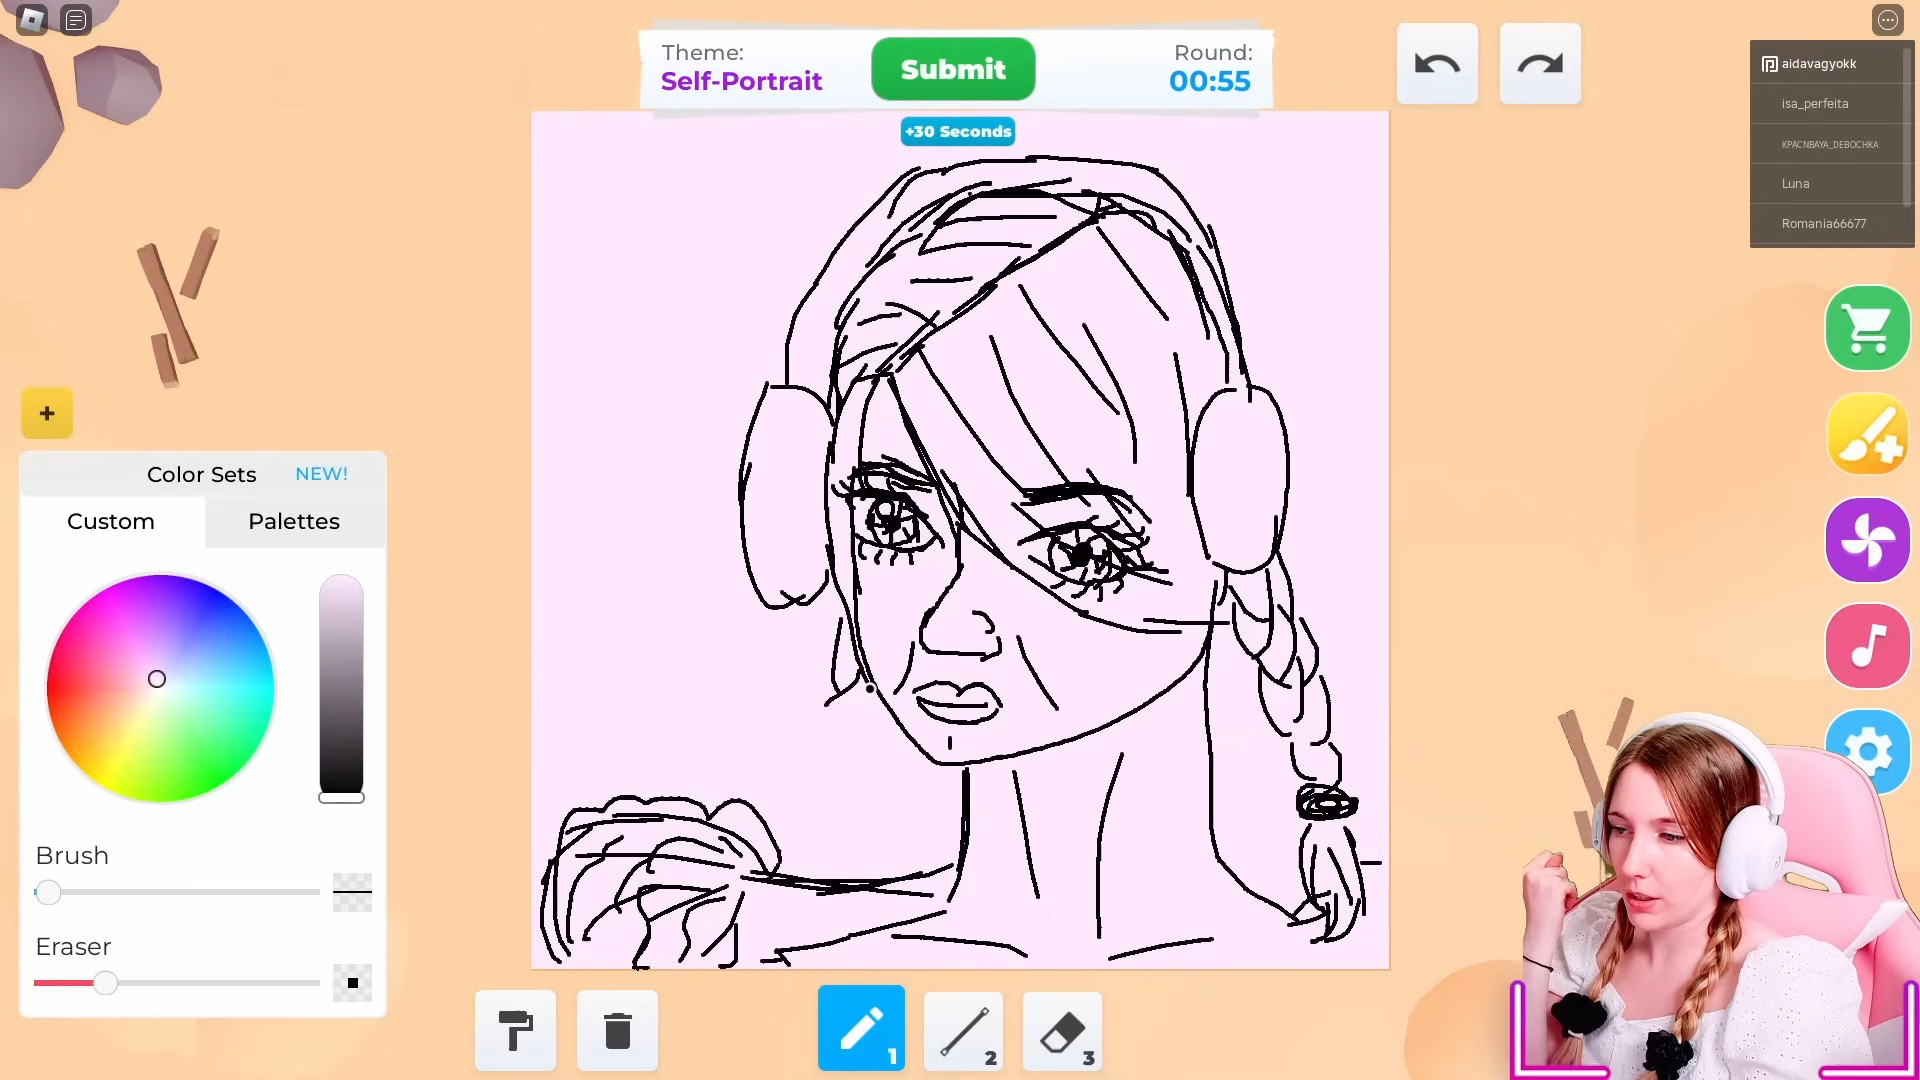 Theme:
Self-Portrait
Submit
Round:
00:55
+30 Seconds
aidavagyokk
isa_perfeita
KPACNBAYA_DEBOCHKA
Luna
Romania66677
+
Color Sets
NEW!
Custom
Palettes
Brush
Eraser
1
2
3